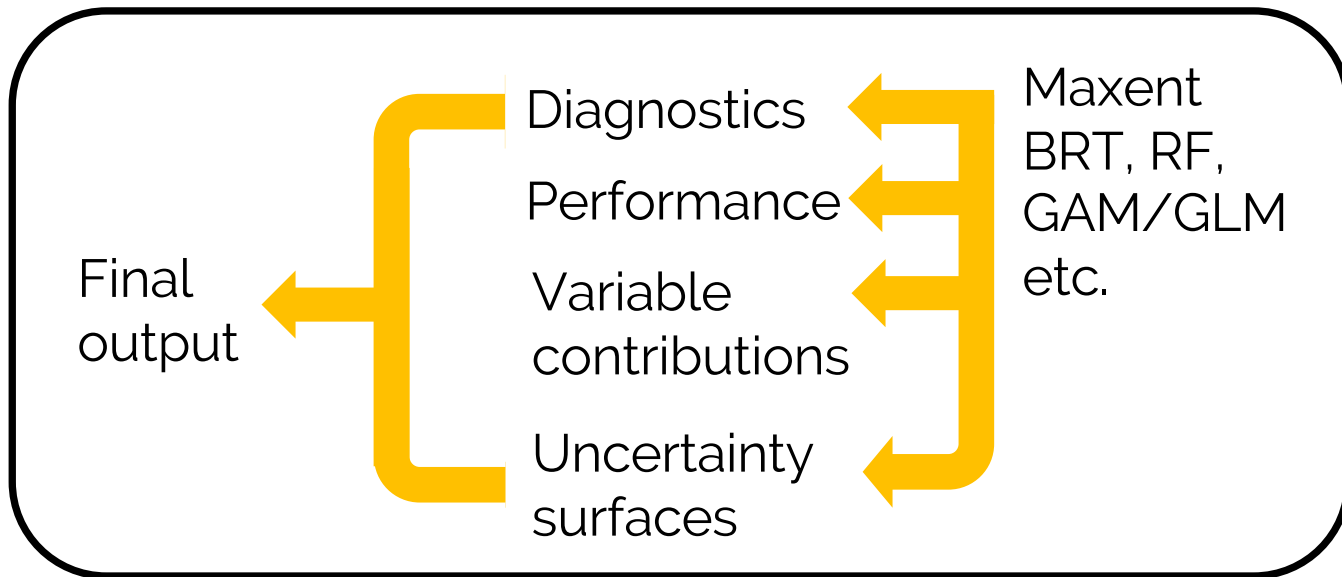 Diagnostics
Performance
Variable
contributions
Uncertainty
surfaces
Maxent
BRT, RF,
GAM/GLM
etc.
Final
output